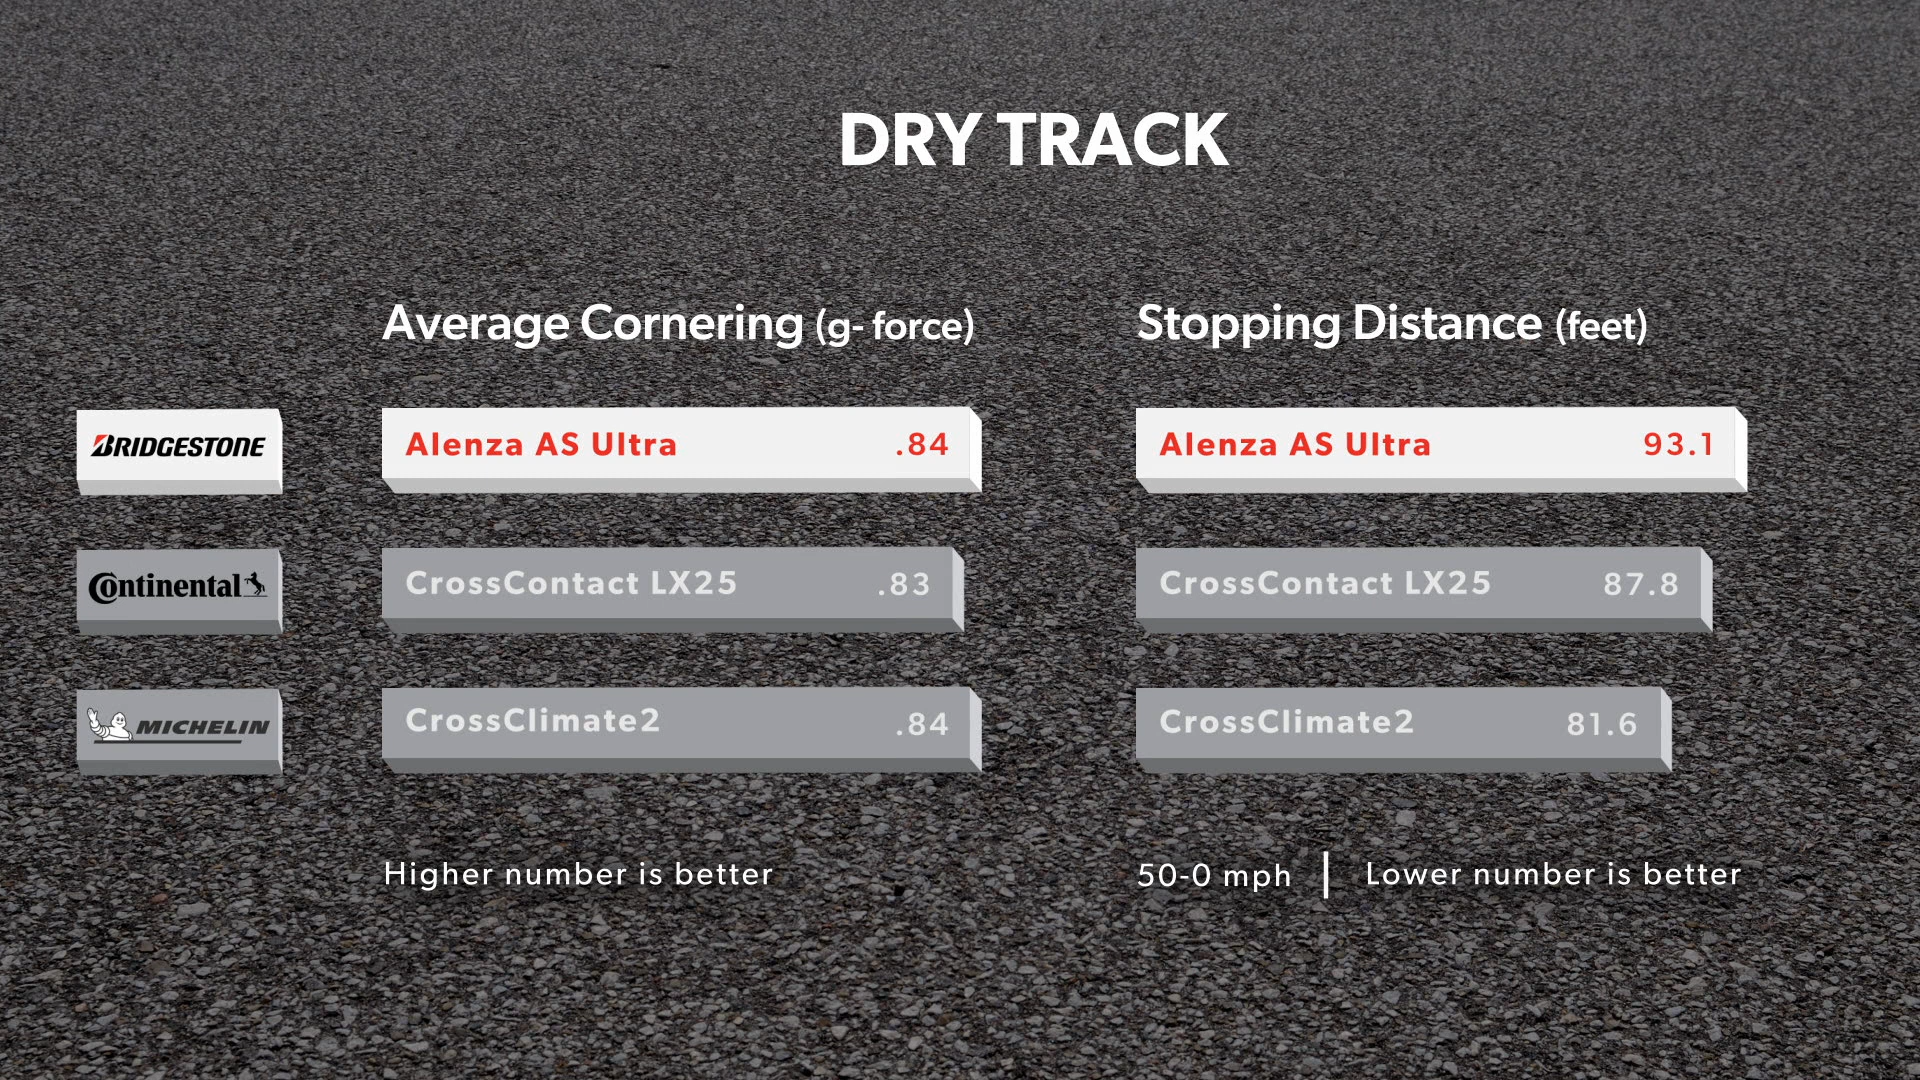 DRY TRACK
Average Cornering (g- force)
Stopping Distance (feet)
BRIDGESTONE
Alenza AS Ultra .84
Alenza AS Ultra 93.1
Continental
CrossContact LX25 .83
CrossContact LX25 87.8
MICHELIN
CrossClimate2 .84
CrossClimate2 81.6
Higher number is better
50-0 mph | Lower number is better